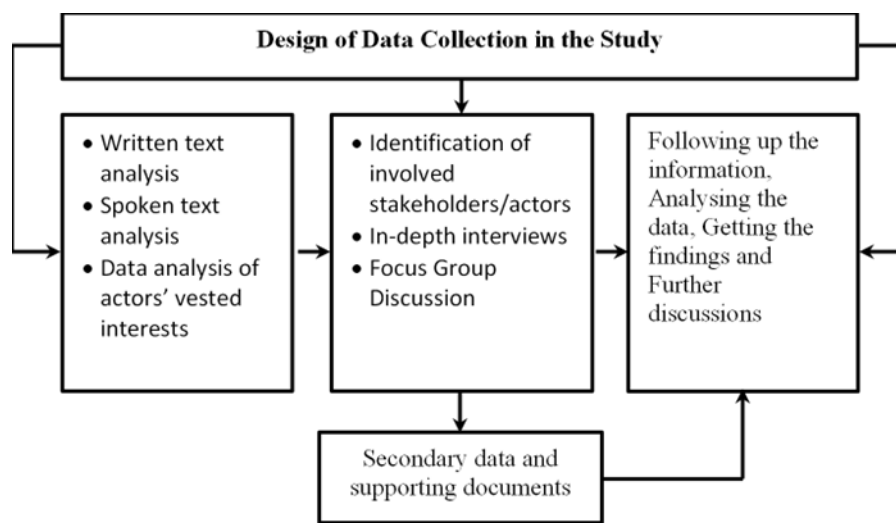 Design of Data Collection in the Study
• Written text
analysis
• Spoken text
analysis
• Data analysis of
actors’ vested
interests
• Identification of
involved
stakeholders/actors
• In-depth interviews
• Focus Group
Discussion
Following up the
information,
Analysing the
data, Getting the
findings and
Further
discussions
Secondary data and
supporting documents